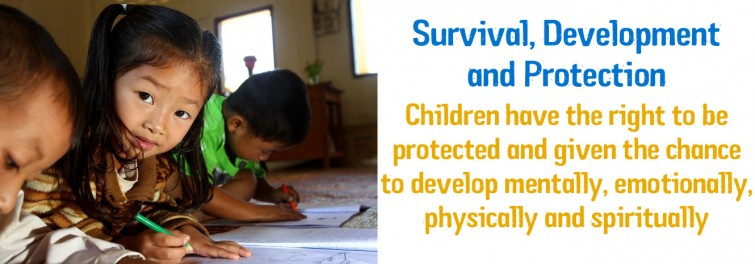 Survival, Development
and Protection
Children have the right to be
protected and given the chance
to develop mentally, emotionally,
physically and spiritually